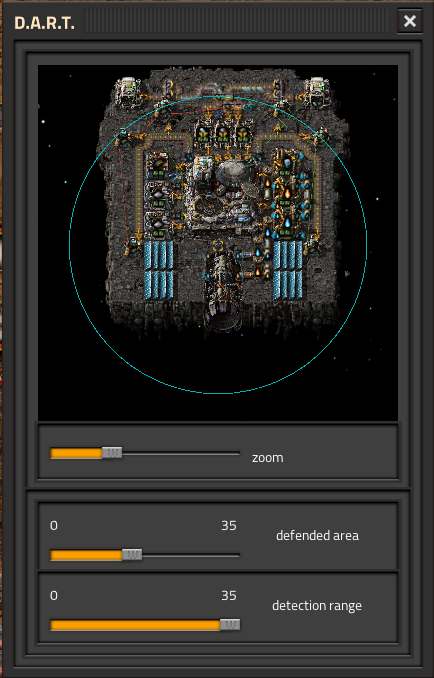 D.A.R.T.
zoom
0 35
defended area
0 35
detection range